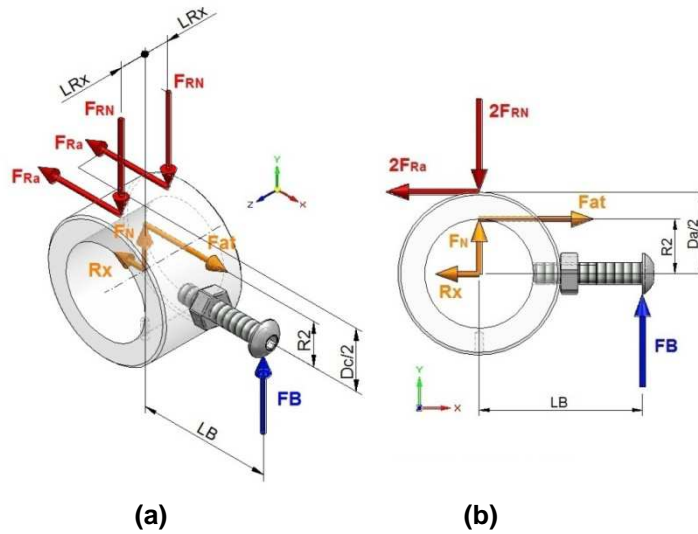 LRx
LRx
FRN
FRN
FRa
FRa
Y
Z
X
FN
Fat
Rx
R2
Dc/2
FB
LB
(a)
2FRN
2FRa
Fat
FN
Rx
R2
Da/2
FB
Y
X
LB
(b)